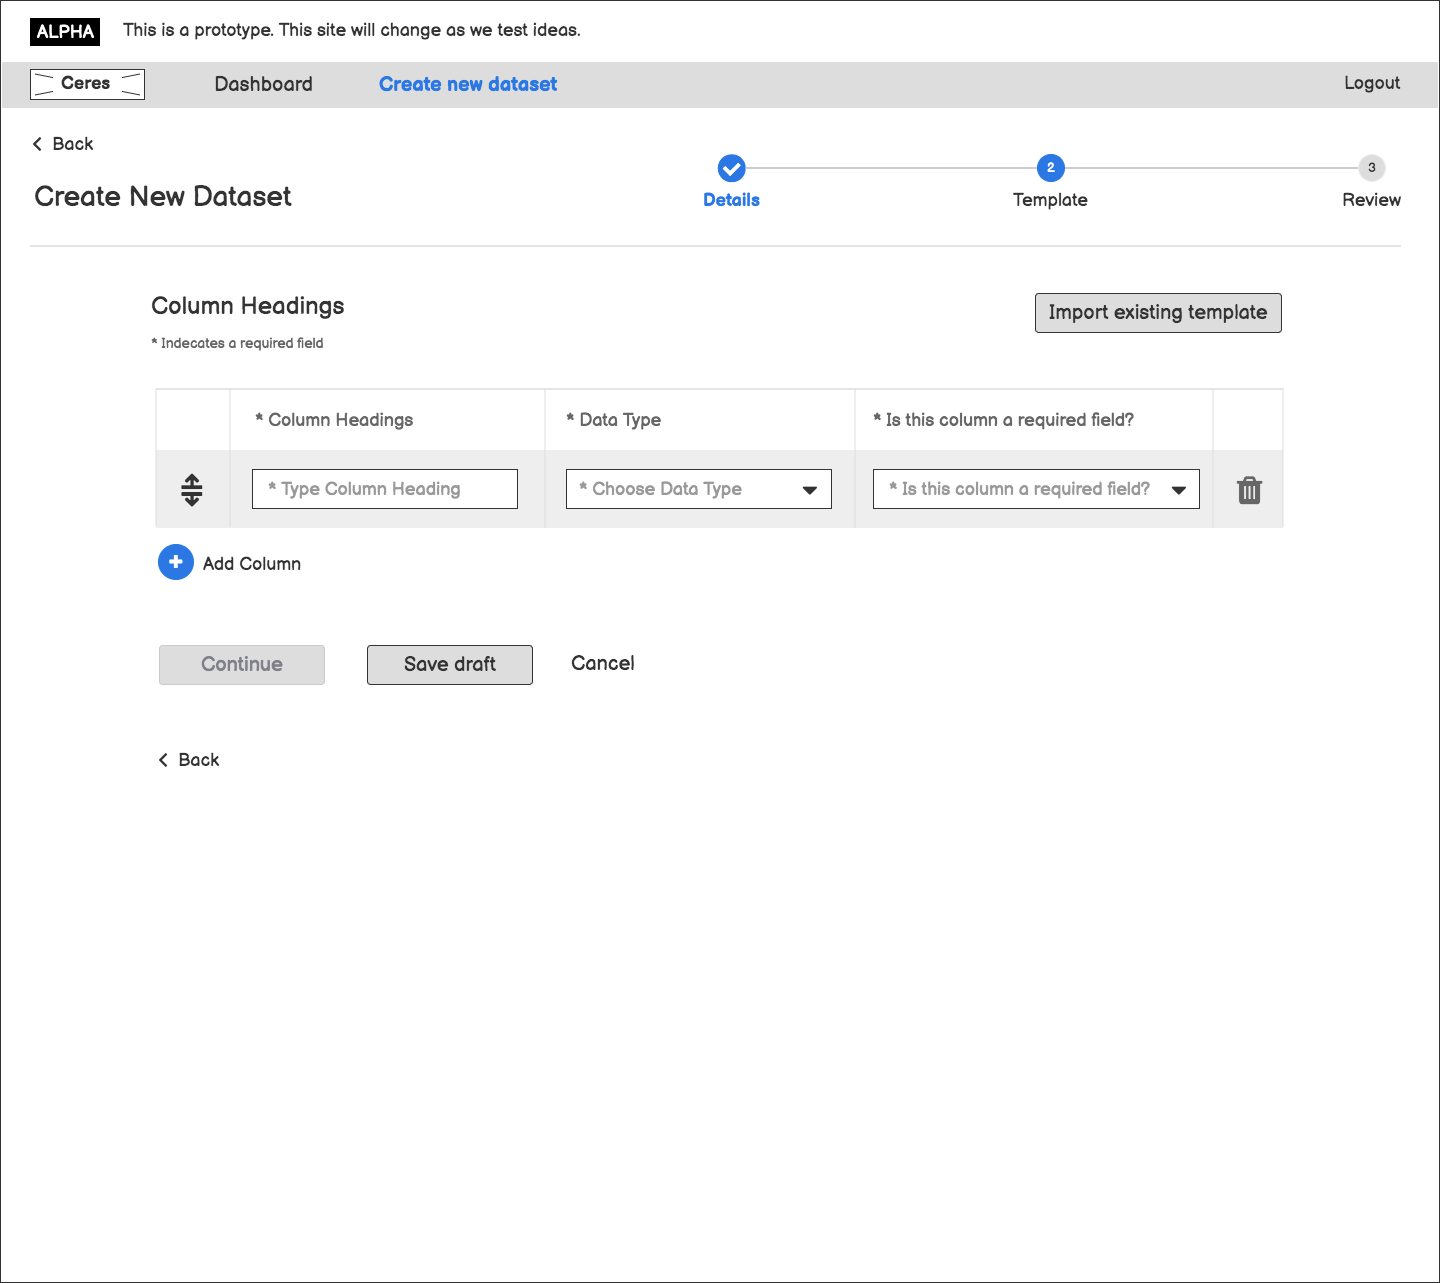 ALPHA This is a prototype. This site will change as we test ideas.
Ceres Dashboard Create new dataset Logout
Back
Create New Dataset
2 3
Details Template Review
Column Headings
Import existing template
* Indecates a required field
* Column Headings * Data Type * Is this column a required field?
* Type Column Heading * Choose Data Type * Is this column a required field?
Add Column
Continue Save draft Cancel
Back